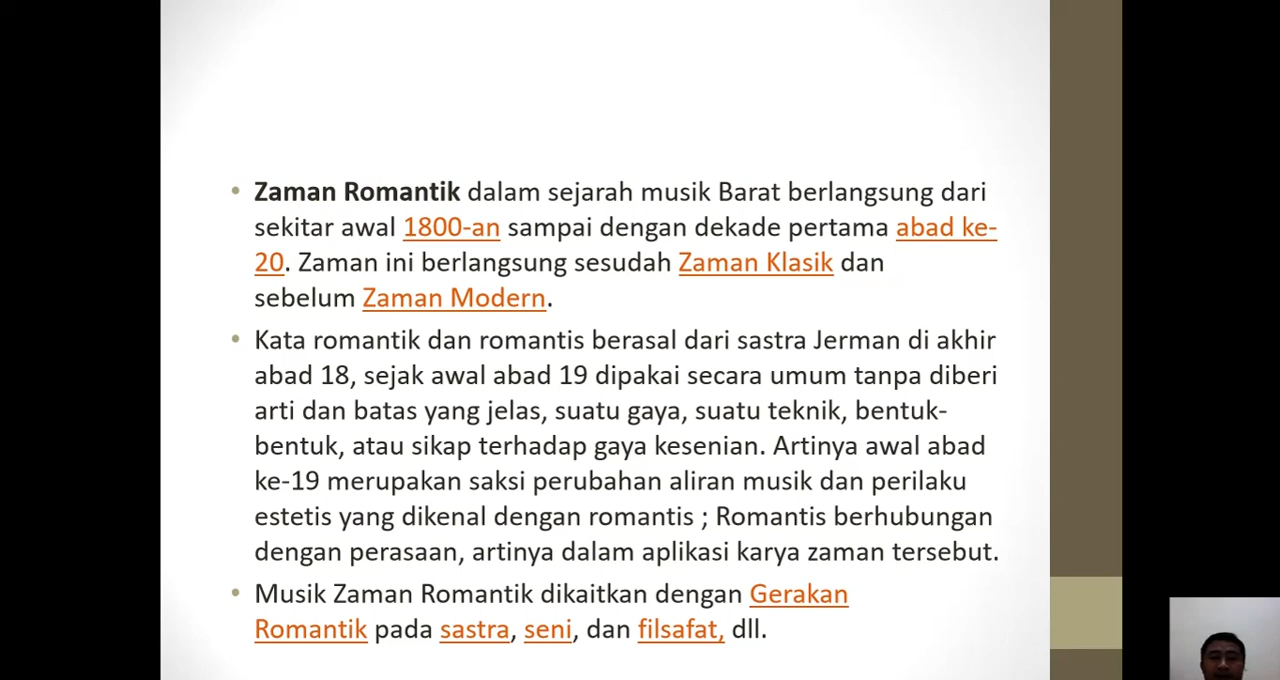 • Zaman Romantik dalam sejarah musik Barat berlangsung dari
sekitar awal 1800-an sampai dengan dekade pertama abad ke-
20. Zaman ini berlangsung sesudah Zaman Klasik dan
sebelum Zaman Modern.
• Kata romantik dan romantis berasal dari sastra Jerman di akhir
abad 18, sejak awal abad 19 dipakai secara umum tanpa diberi
arti dan batas yang jelas, suatu gaya, suatu teknik, bentuk-
bentuk, atau sikap terhadap gaya kesenian. Artinya awal abad
ke-19 merupakan saksi perubahan aliran musik dan perilaku
estetis yang dikenal dengan romantis ; Romantis berhubungan
dengan perasaan, artinya dalam aplikasi karya zaman tersebut.
• Musik Zaman Romantik dikaitkan dengan Gerakan
Romantik pada sastra, seni, dan filsafat, dll.